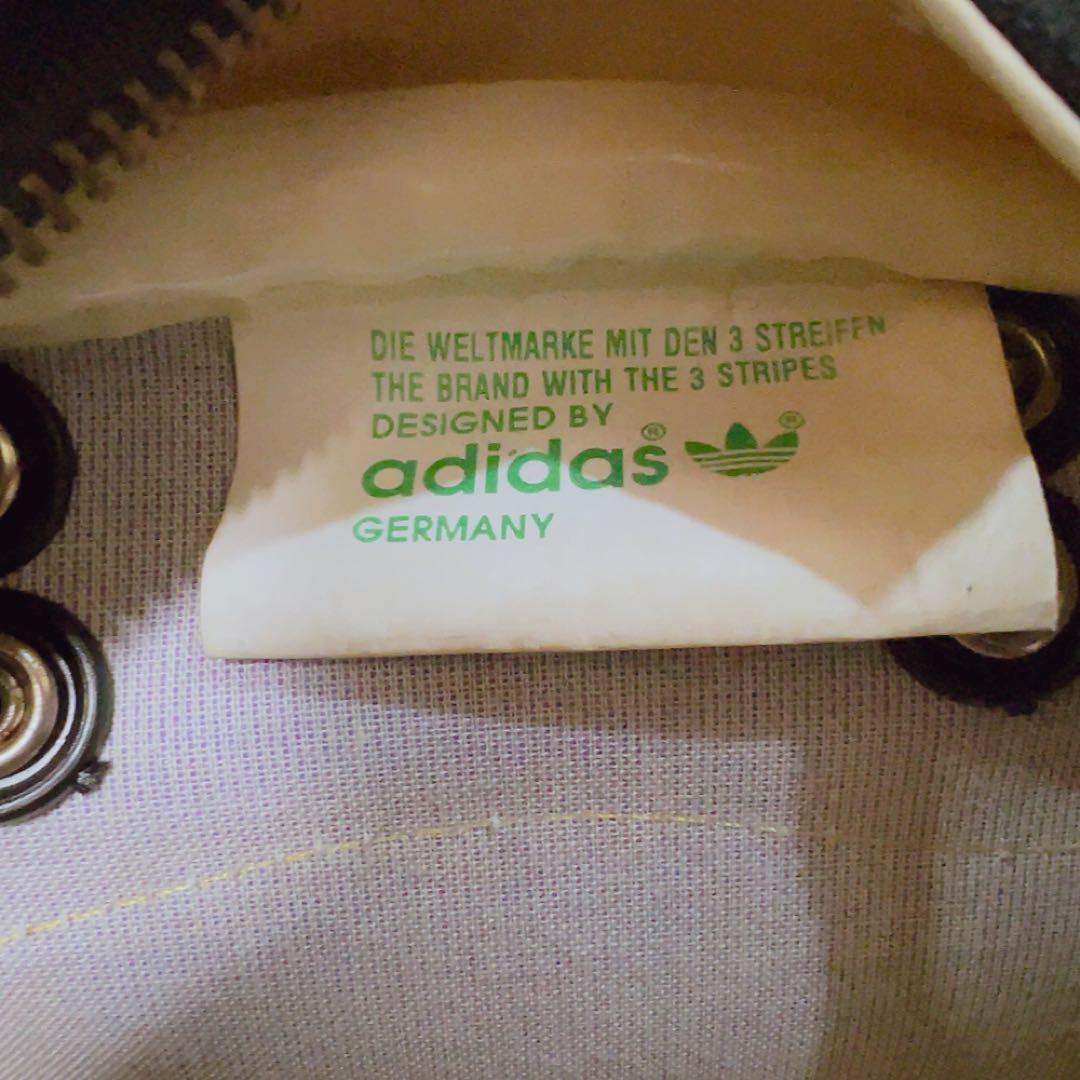 DIE WELTMARKE MIT DEN 3 STREIFEN
THE BRAND WITH THE 3 STRIPES
DESIGNED BY
adidas® ®
GERMANY